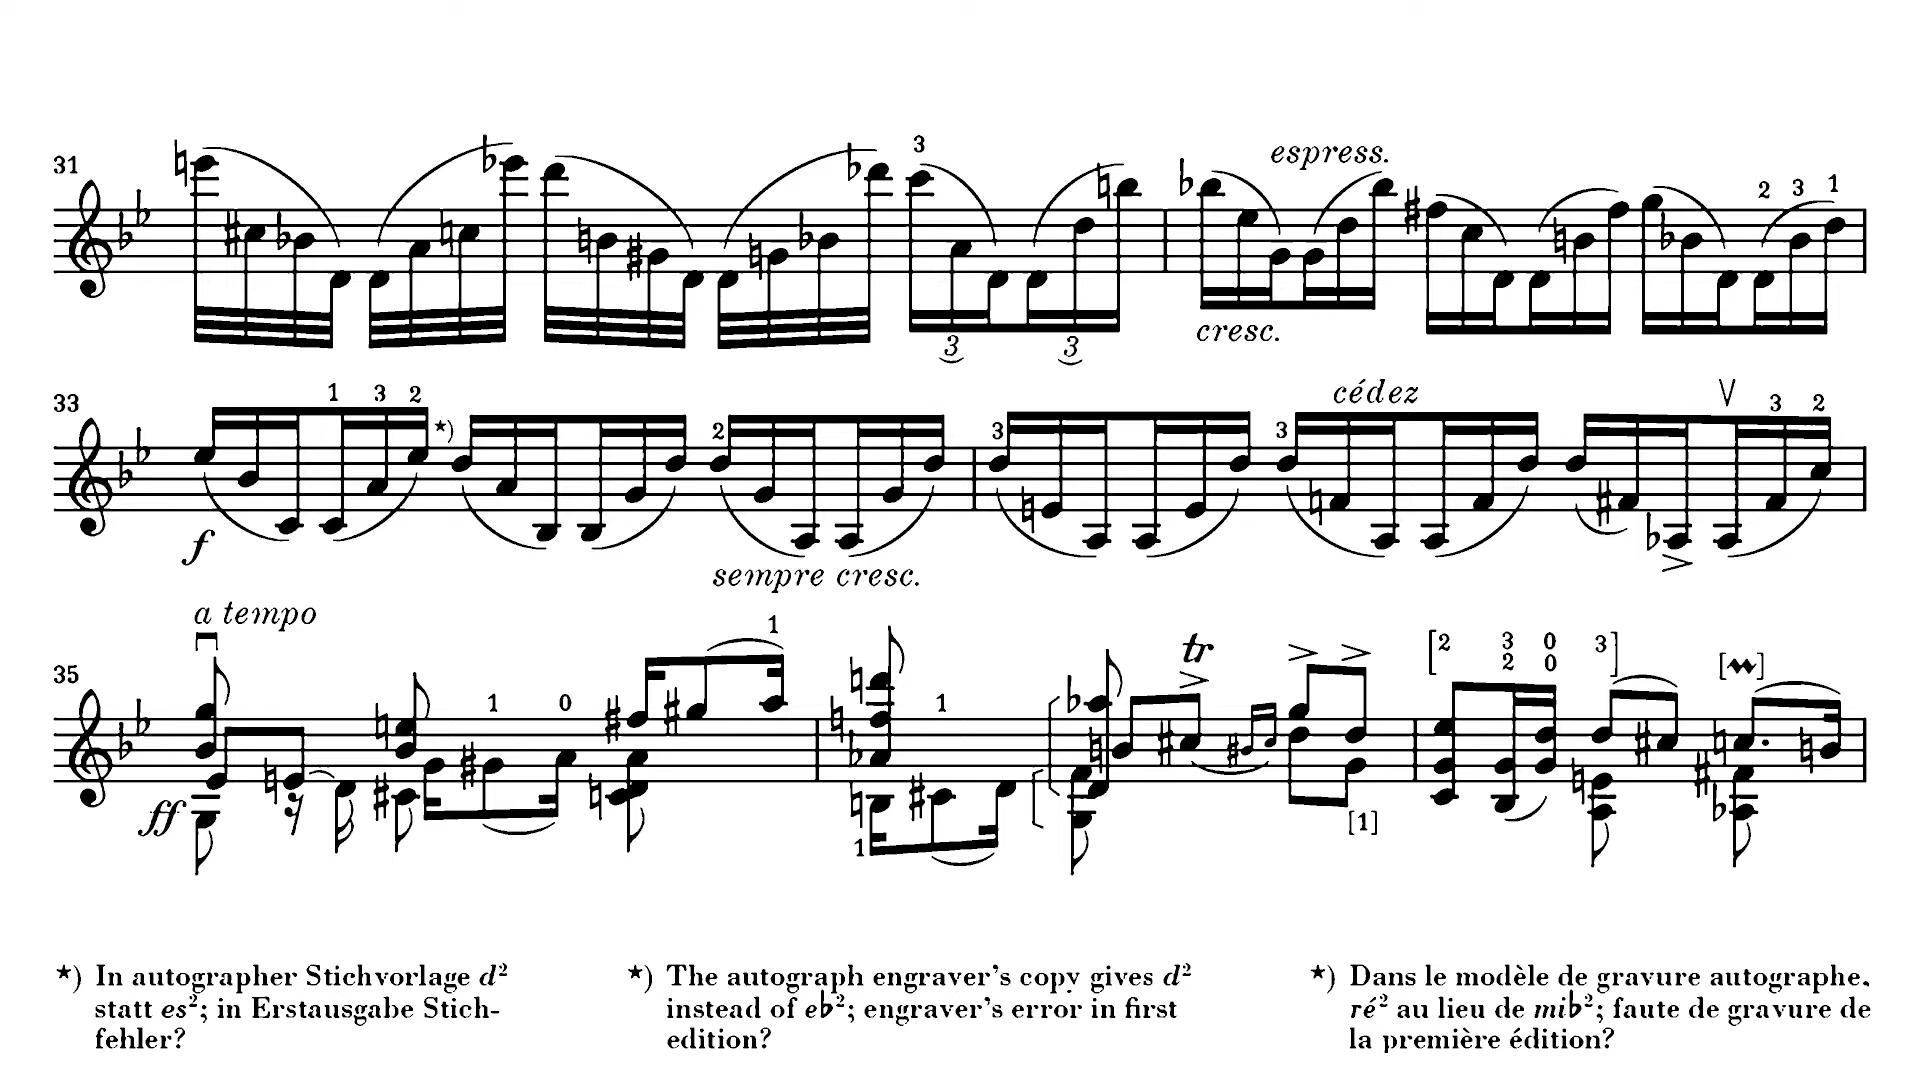 3
31
espress.
2 3 1
3 3
cresc.
33
1 3 2
★)
2
3
3
cédez
3 2
f
sempre cresc.
a tempo
35
1 0
1
1
tr
[2 3 0 3]
2 0
ff
1
[1]
★) In autographer Stichvorlage d²
statt es²; in Erstausgabe Stich-
fehler?
★) The autograph engraver’s copy gives d²
instead of e♭²; engraver’s error in first
edition?
★) Dans le modèle de gravure autographe,
ré² au lieu de mi♭²; faute de gravure de
la première édition?